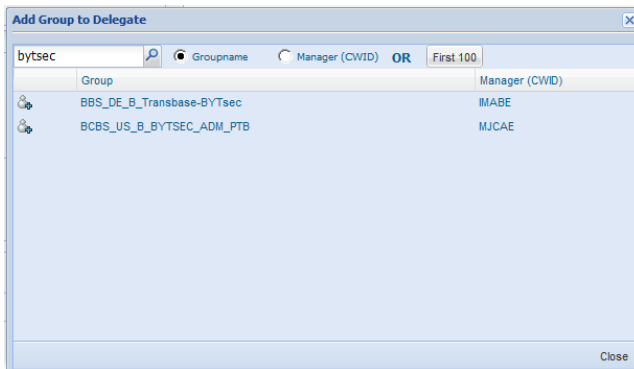 Add Group to Delegate
bytsec Groupname Manager (CWID) OR First 100
Group Manager (CWID)
BBS_DE_B_Transbase-BYTsec IMABE
BCBS_US_B_BYTSEC_ADM_PTB MJCAE
Close